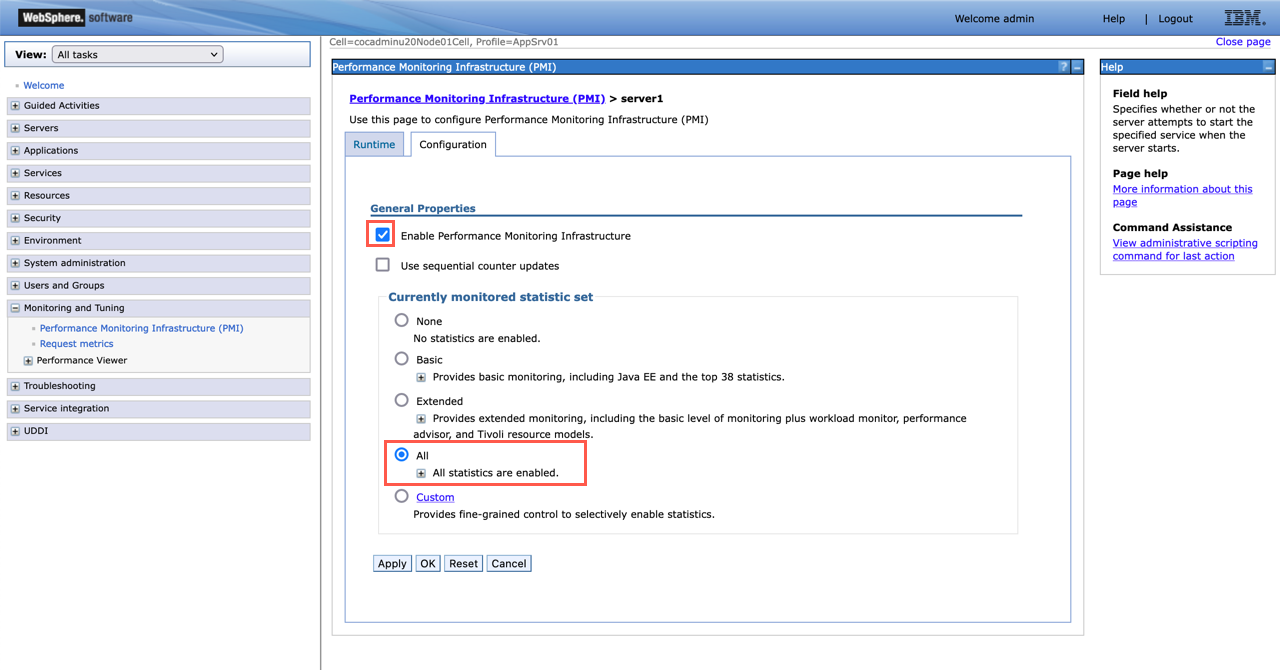 WebSphere. software
Welcome admin
Help | Logout
IBM.
View: All tasks
Welcome
Guided Activities
Servers
Applications
Services
Resources
Security
Environment
System administration
Users and Groups
Monitoring and Tuning
Performance Monitoring Infrastructure (PMI)
Request metrics
Performance Viewer
Troubleshooting
Service integration
UDDI
Cell=cocadminu20Node01Cell, Profile=AppSrv01
Close page
Performance Monitoring Infrastructure (PMI)
?
Performance Monitoring Infrastructure (PMI) > server1
Use this page to configure Performance Monitoring Infrastructure (PMI)
Runtime
Configuration
General Properties
Enable Performance Monitoring Infrastructure
Use sequential counter updates
Currently monitored statistic set
None
No statistics are enabled.
Basic
Provides basic monitoring, including Java EE and the top 38 statistics.
Extended
Provides extended monitoring, including the basic level of monitoring plus workload monitor, performance
advisor, and Tivoli resource models.
All
All statistics are enabled.
Custom
Provides fine-grained control to selectively enable statistics.
Apply
OK
Reset
Cancel
Help
Field help
Specifies whether or not the
server attempts to start the
specified service when the
server starts.
Page help
More information about this
page
Command Assistance
View administrative scripting
command for last action